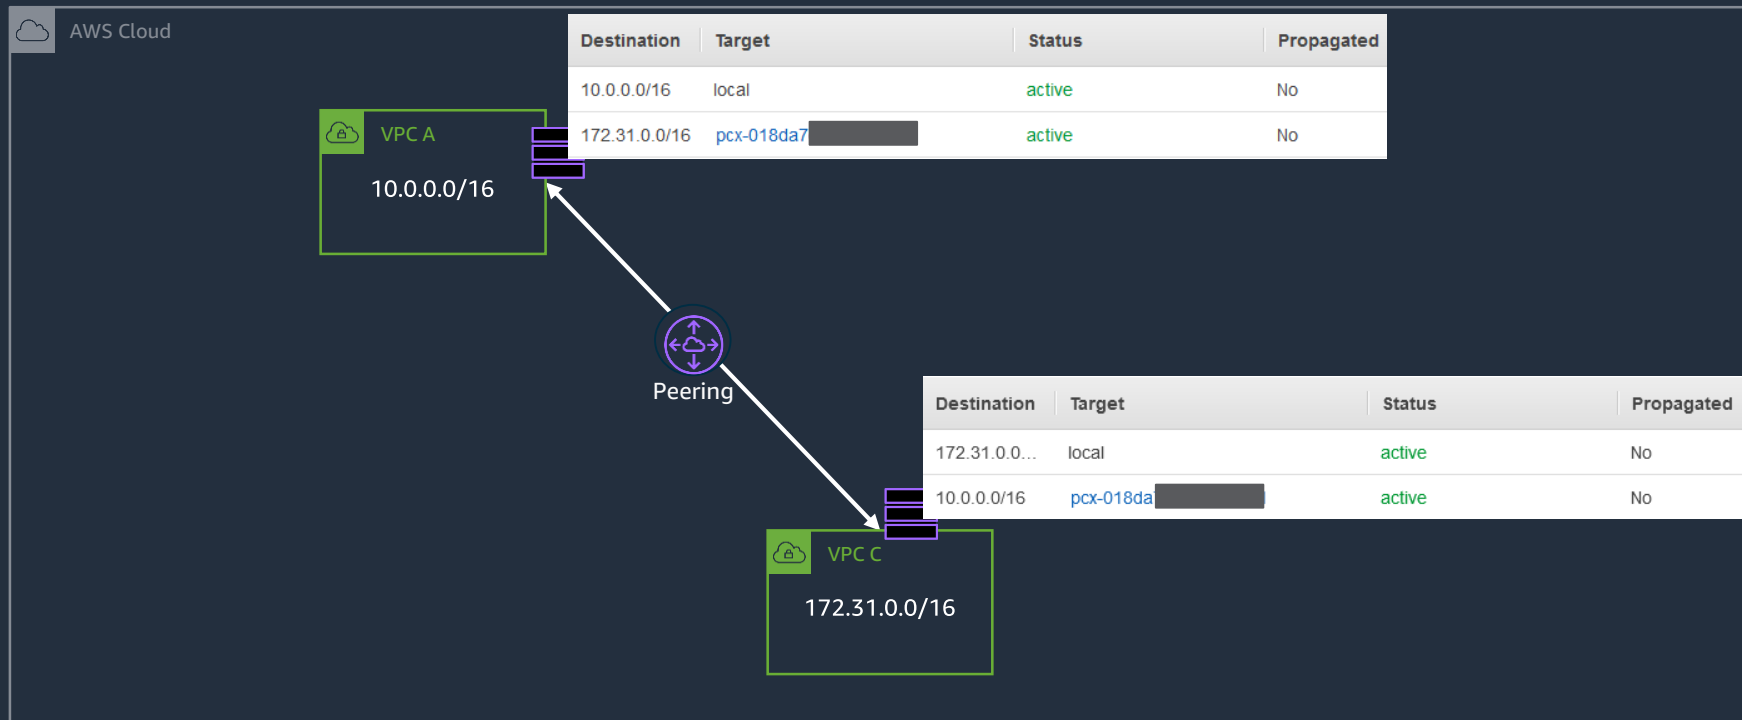 AWS Cloud
Destination Target Status Propagated
10.0.0.0/16 local active No
172.31.0.0/16 pcx-018da7 active No
VPC A
10.0.0.0/16
Peering
Destination Target Status Propagated
172.31.0.0... local active No
10.0.0.0/16 pcx-018da active No
VPC C
172.31.0.0/16